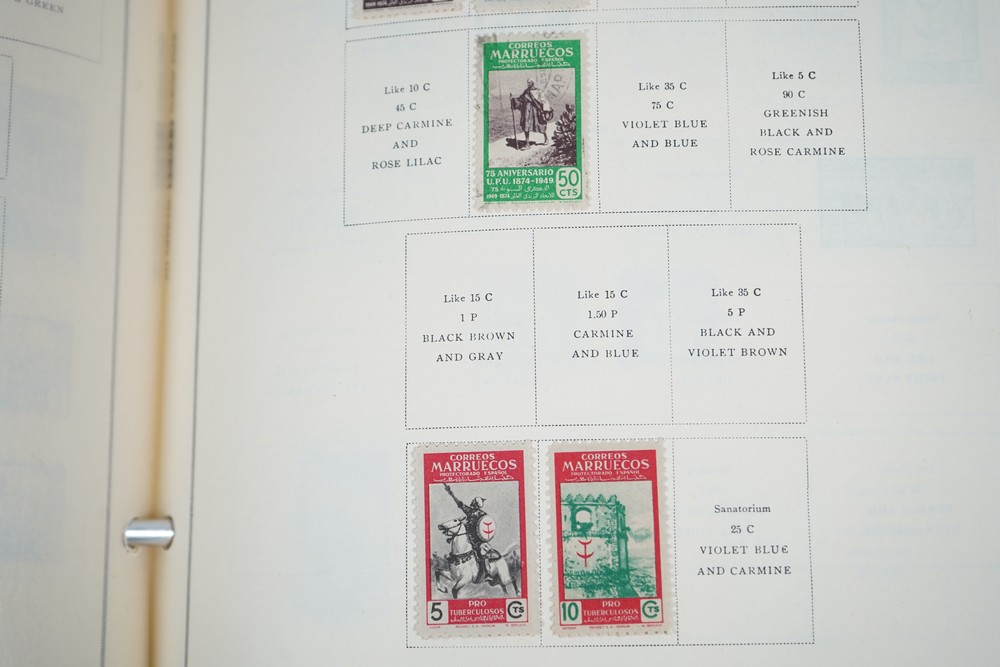 GREEN
Like 10 C
45 C
DEEP CARMINE
AND
ROSE LILAC
CORREOS
MARRUECOS
PROTECTORADO ESPAÑOL
75 ANIVERSARIO
U.P.U. 1874-1949
50
CTS
Like 35 C
75 C
VIOLET BLUE
AND BLUE
Like 5 C
90 C
GREENISH
BLACK AND
ROSE CARMINE
Like 15 C
1 P
BLACK BROWN
AND GRAY
Like 15 C
1.50 P
CARMINE
AND BLUE
Like 35 C
5 P
BLACK AND
VIOLET BROWN
CORREOS
MARRUECOS
PROTECTORADO ESPAÑOL
5
PRO
TUBERCULOSOS
CTS
CORREOS
MARRUECOS
PROTECTORADO ESPAÑOL
10
PRO
TUBERCULOSOS
CTS
Sanatorium
25 C
VIOLET BLUE
AND CARMINE